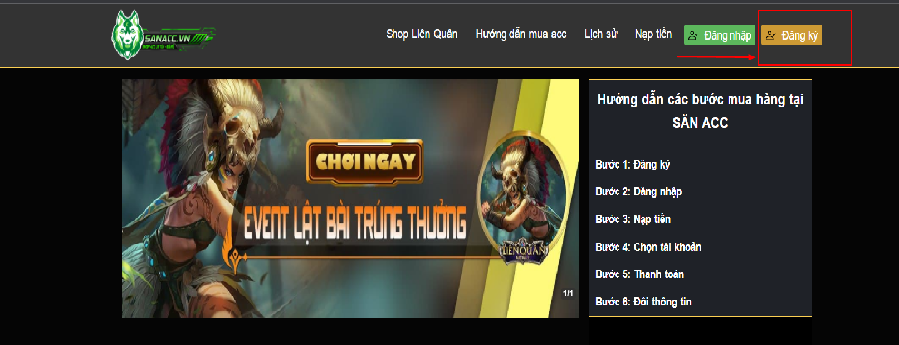 SANACC.VN
Shop Liên Quân
Hướng dẫn mua acc
Lịch sử
Nạp tiền
Đăng nhập
Đăng ký
CHƠI NGAY
EVENT LẬT BÀI TRÚNG THƯỞNG
LIÊN QUÂN
1/1
Hướng dẫn các bước mua hàng tại
SĂN ACC
Bước 1: Đăng ký
Bước 2: Đăng nhập
Bước 3: Nạp tiền
Bước 4: Chọn tài khoản
Bước 5: Thanh toán
Bước 6: Đổi thông tin